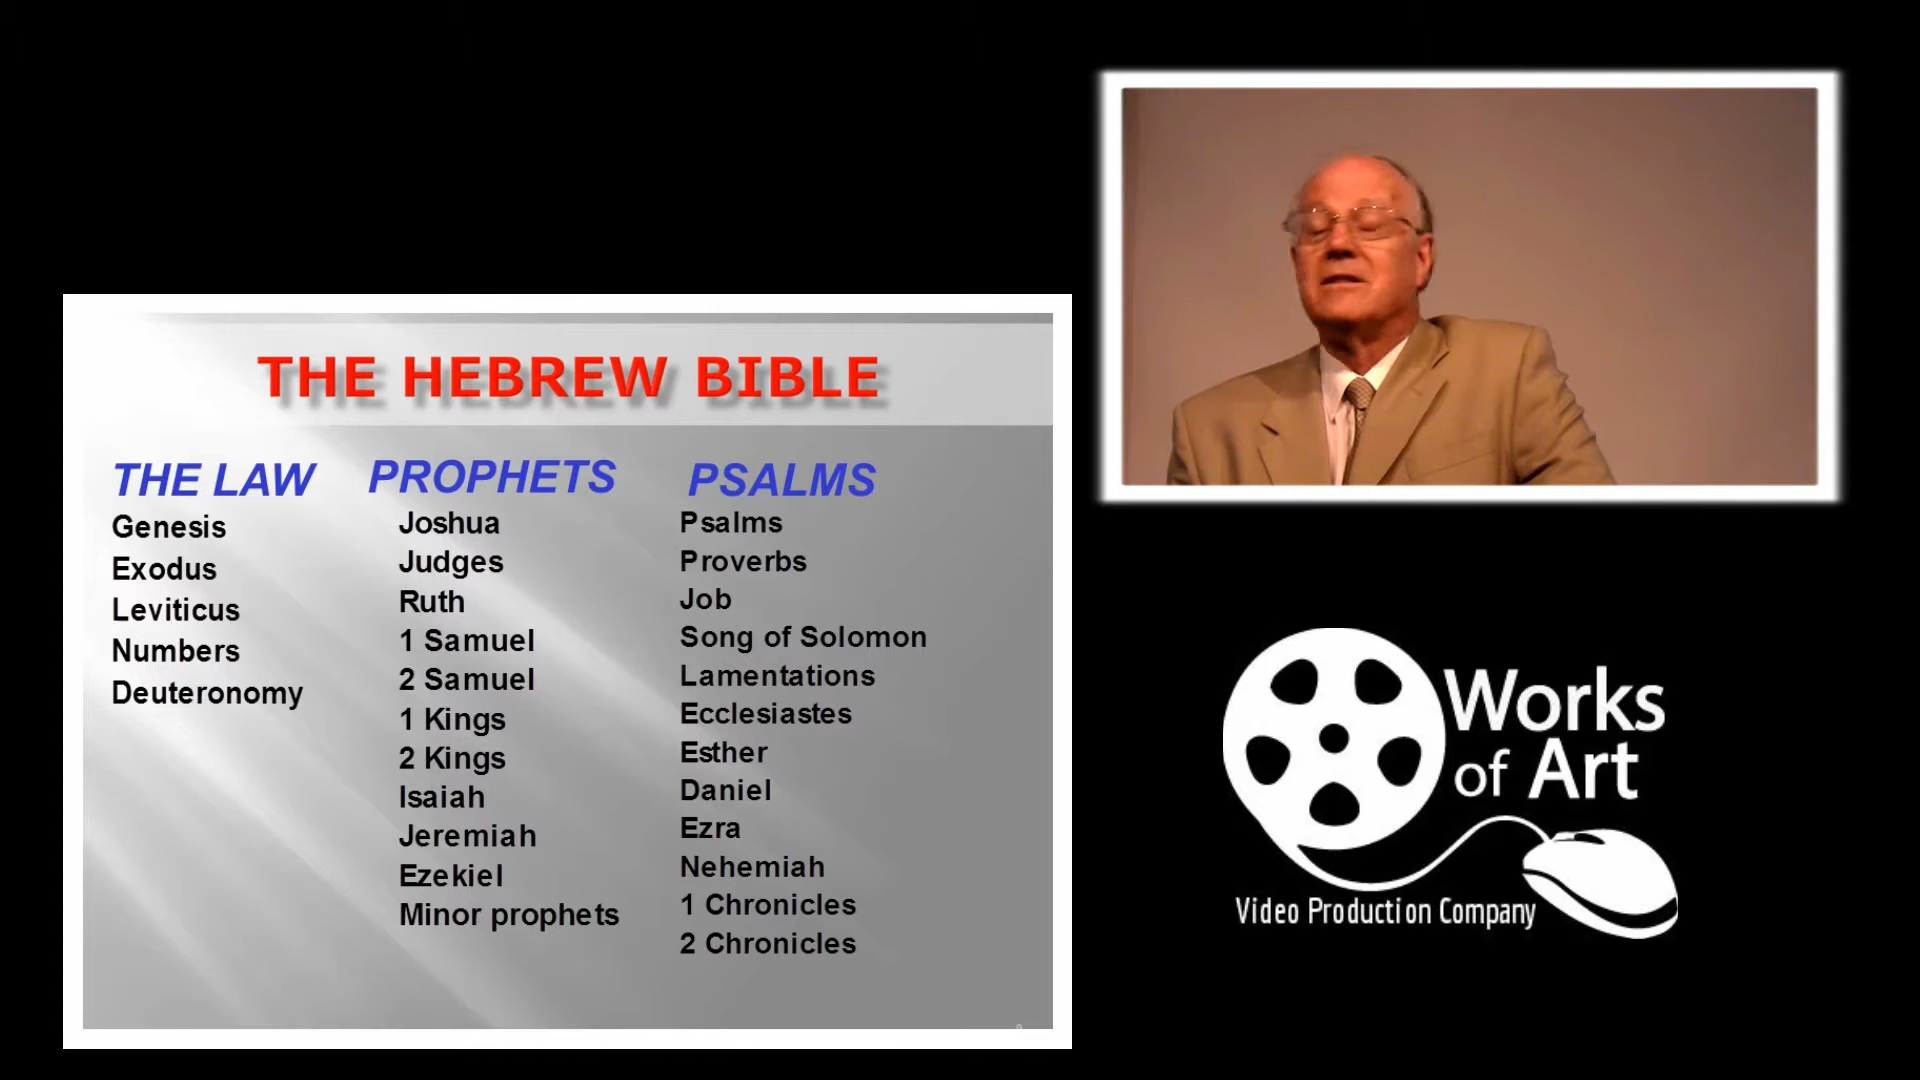 THE HEBREW BIBLE
THE LAW
Genesis
Exodus
Leviticus
Numbers
Deuteronomy
PROPHETS
Joshua
Judges
Ruth
1 Samuel
2 Samuel
1 Kings
2 Kings
Isaiah
Jeremiah
Ezekiel
Minor prophets
PSALMS
Psalms
Proverbs
Job
Song of Solomon
Lamentations
Ecclesiastes
Esther
Daniel
Ezra
Nehemiah
1 Chronicles
2 Chronicles
Works
of Art
Video Production Company